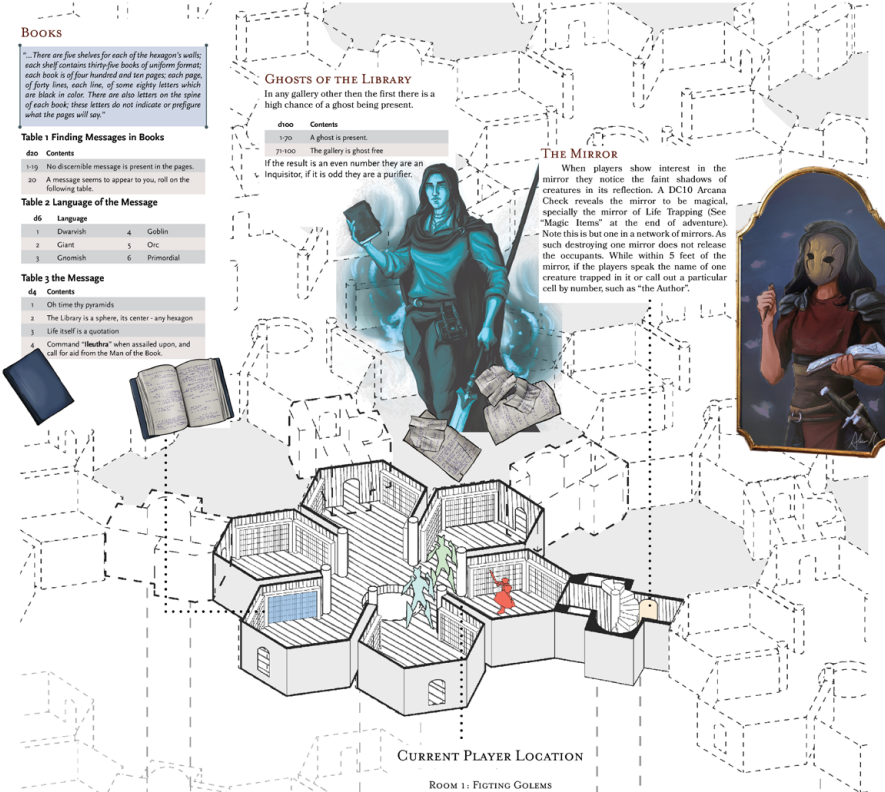 Books
"...There are five shelves for each of the hexagon's walls;
each shelf contains thirty-five books of uniform format;
each book is of four hundred and ten pages; each page,
of forty lines, each line, of some eighty letters which
are black in color. There are also letters on the spine
of each book; these letters do not indicate or prefigure
what the pages will say."
Table 1 Finding Messages in Books
d20 Contents
1-19 No discernible message is present in the pages.
20 A message seems to appear to you, roll on the
following table.
Table 2 Language of the Message
d6 Language
1 Dwarvish 4 Goblin
2 Giant 5 Orc
3 Gnomish 6 Primordial
Table 3 the Message
d4 Contents
1 Oh time thy pyramids
2 The Library is a sphere, its center - any hexagon
3 Life itself is a quotation
4 Command "Ileuthra" when assailed upon, and
call for aid from the Man of the Book.
Ghosts of the Library
In any gallery other then the first there is a
high chance of a ghost being present.
d100 Contents
1-70 A ghost is present.
71-100 The gallery is ghost free
If the result is an even number they are an
Inquisitor, if it is odd they are a purifier.
The Mirror
When players show interest in the
mirror they notice the faint shadows of
creatures in its reflection. A DC10 Arcana
Check reveals the mirror to be magical,
specially the mirror of Life Trapping (See
"Magic Items" at the end of adventure).
Note this is but one in a network of mirrors. As
such destroying one mirror does not release
the occupants. While within 5 feet of the
mirror, if the players speak the name of one
creature trapped in it or call out a particular
cell by number, such as "the Author".
Current Player Location
Room 1: Figting Golems